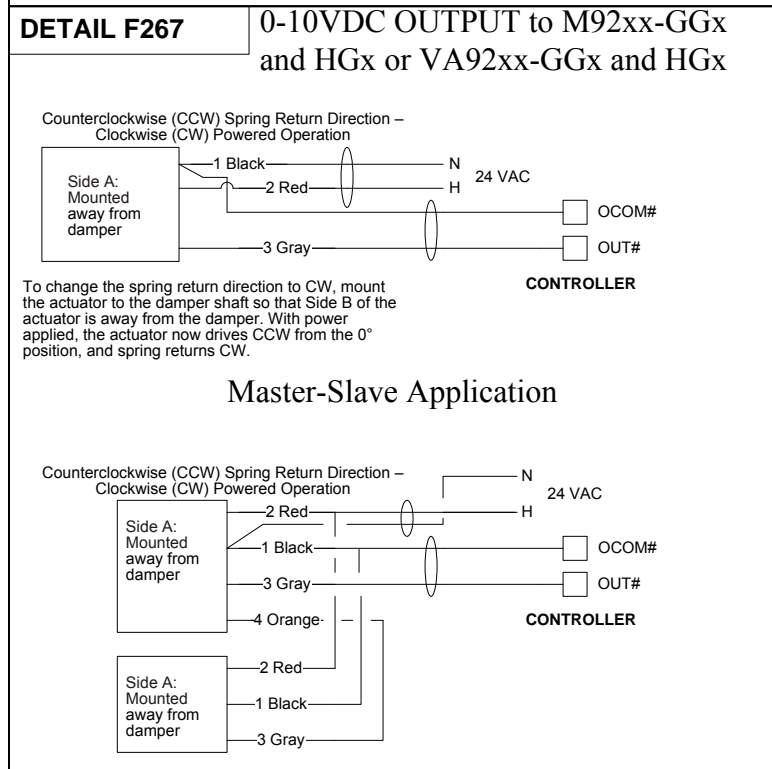 DETAIL F267
0-10VDC OUTPUT to M92xx-GGx
and HGx or VA92xx-GGx and HGx
Counterclockwise (CCW) Spring Return Direction –
Clockwise (CW) Powered Operation
1 Black
N
24 VAC
2 Red
H
Side A:
Mounted
away from
damper
OCOM#
3 Gray
OUT#
CONTROLLER
To change the spring return direction to CW, mount
the actuator to the damper shaft so that Side B of the
actuator is away from the damper. With power
applied, the actuator now drives CCW from the 0°
position, and spring returns CW.
Master-Slave Application
Counterclockwise (CCW) Spring Return Direction –
Clockwise (CW) Powered Operation
N
24 VAC
2 Red
H
Side A:
Mounted
away from
damper
1 Black
OCOM#
3 Gray
OUT#
4 Orange
CONTROLLER
2 Red
Side A:
Mounted
away from
damper
1 Black
3 Gray